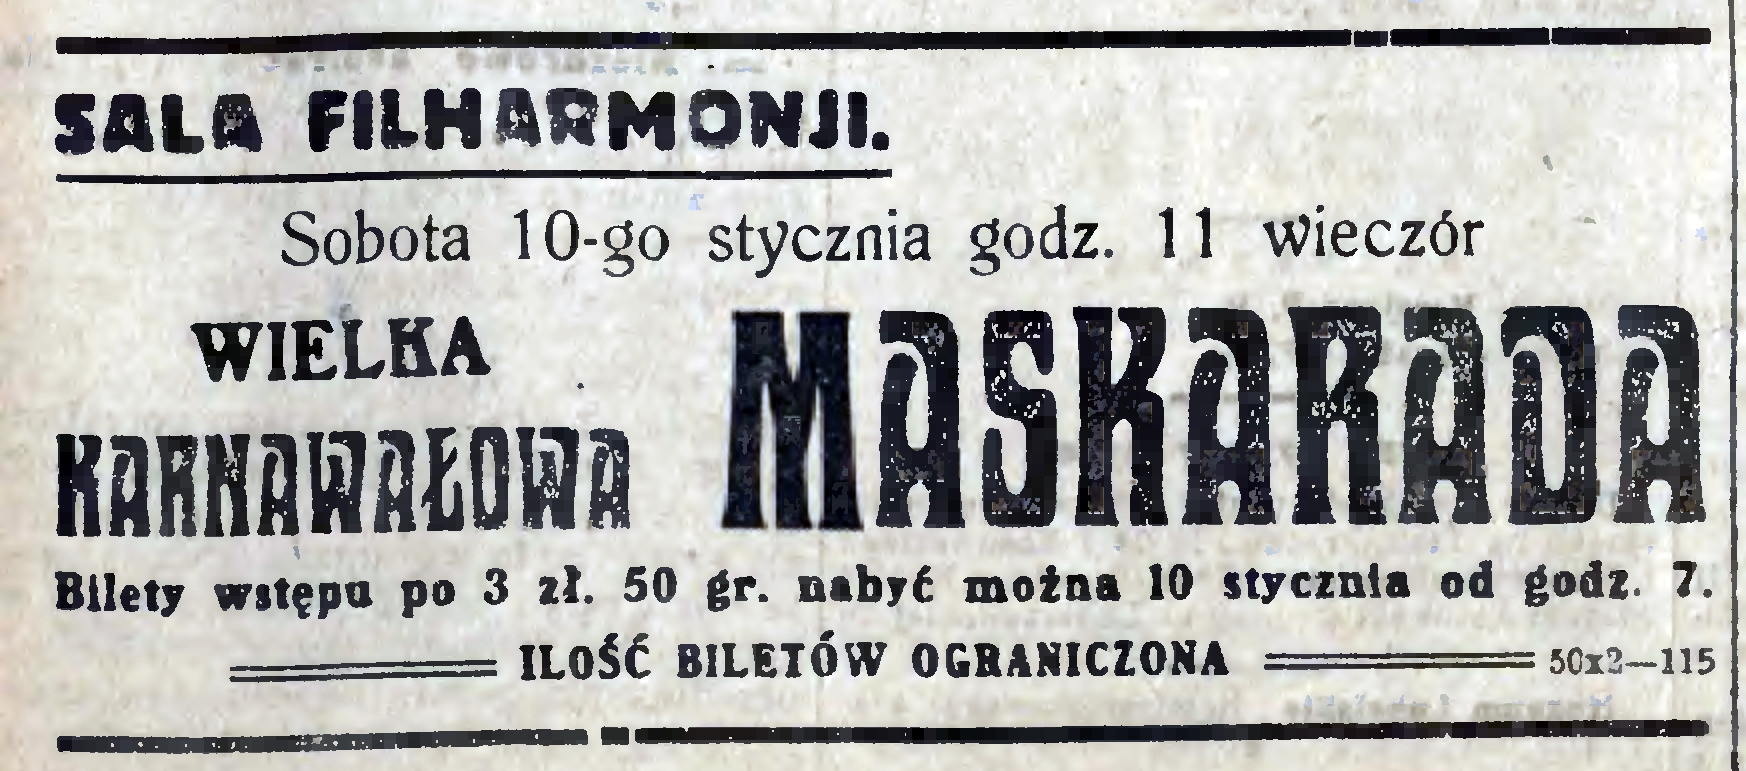 SALA FILHARMONJI.
Sobota 10-go stycznia godz. 11 wieczór
WIELKA
KARNAWAŁOWA MASKARADA
Bilety wstępu po 3 zł. 50 gr. nabyć można 10 stycznia od godz. 7.
ILOŚĆ BILETÓW OGRANICZONA 50x2—115